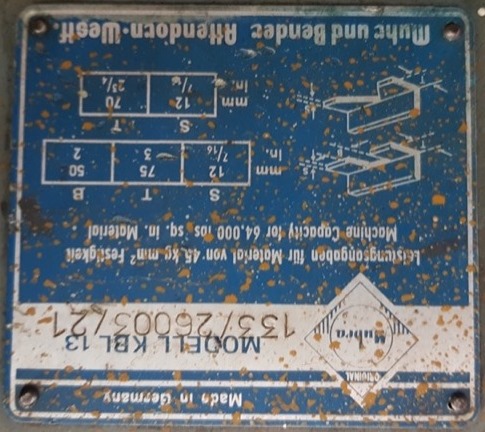 Made in Germany
ORIGINAL
Mubea
MODELL KBL 13
133/26003/21
Leistungsangaben für Material von 45 kg mm² Festigkeit
Machine Capacity for 64,000 lbs. sq. in. Material
S T B
mm 12 75 50
In. 7/16 3 2
S T
mm 12 70
In. 7/16 2 3/4
Muhr und Bender, Attendorn-Westf.